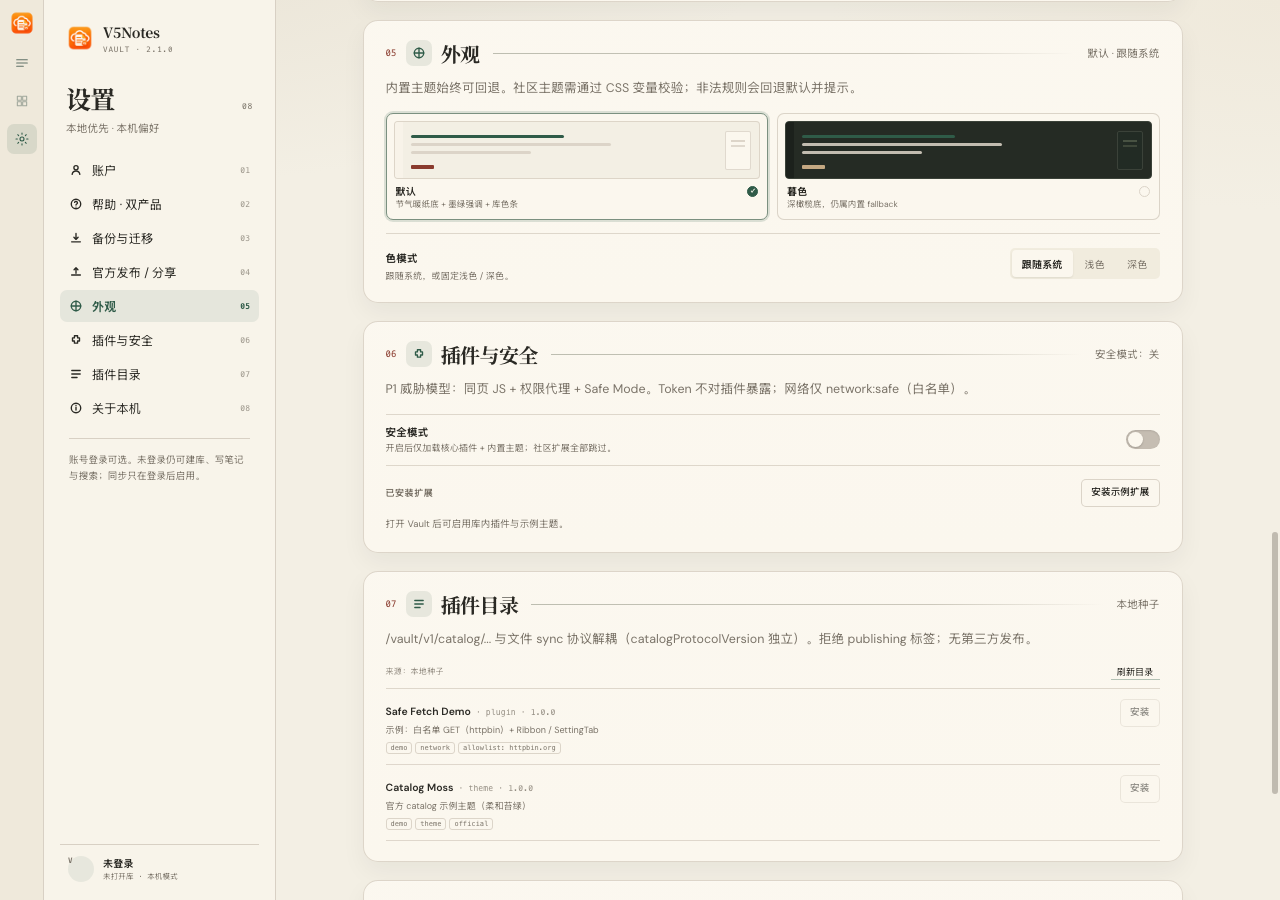 V5Notes
VAULT · 2.1.0
设置
08
本地优先 · 本机偏好
账户 01
帮助 · 双产品 02
备份与迁移 03
官方发布 / 分享 04
外观 05
插件与安全 06
插件目录 07
关于本机 08
账号登录可选。未登录仍可建库、写笔记
与搜索；同步只在登录后启用。
V
未登录
未打开库 · 本机模式
05 外观 默认 · 跟随系统
内置主题始终可回退。社区主题需通过 CSS 变量校验；非法规则会回退默认并提示。
默认
节气暖纸底 + 墨绿强调 + 库色条
暮色
深橄榄底，仍属内置 fallback
色模式
跟随系统，或固定浅色 / 深色。
跟随系统 浅色 深色
06 插件与安全 安全模式：关
P1 威胁模型：同页 JS + 权限代理 + Safe Mode。Token 不对插件暴露；网络仅 network:safe（白名单）。
安全模式
开启后仅加载核心插件 + 内置主题；社区扩展全部跳过。
已安装扩展 安装示例扩展
打开 Vault 后可启用库内插件与示例主题。
07 插件目录 本地种子
/vault/v1/catalog/… 与文件 sync 协议解耦（catalogProtocolVersion 独立）。拒绝 publishing 标签；无第三方发布。
来源：本地种子 刷新目录
Safe Fetch Demo · plugin · 1.0.0 安装
示例：白名单 GET（httpbin）+ Ribbon / SettingTab
demo network allowlist: httpbin.org
Catalog Moss · theme · 1.0.0 安装
官方 catalog 示例主题（柔和苔绿）
demo theme official